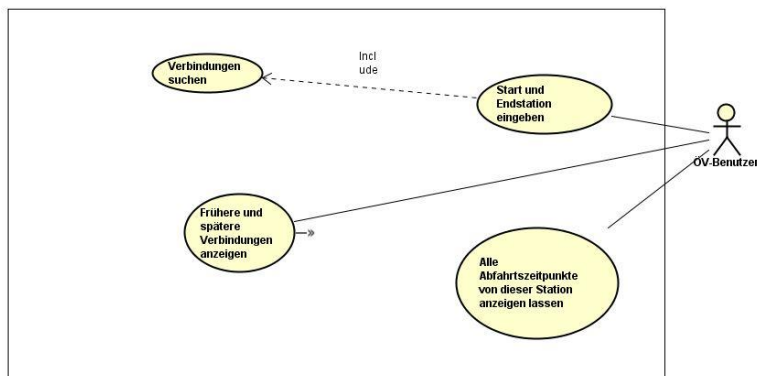 Verbindungen
suchen
Incl
ude
Start und
Endstation
eingeben
ÖV-Benutzer
Frühere und
spätere
Verbindungen
anzeigen
Alle
Abfahrtszeitpunkte
von dieser Station
anzeigen lassen